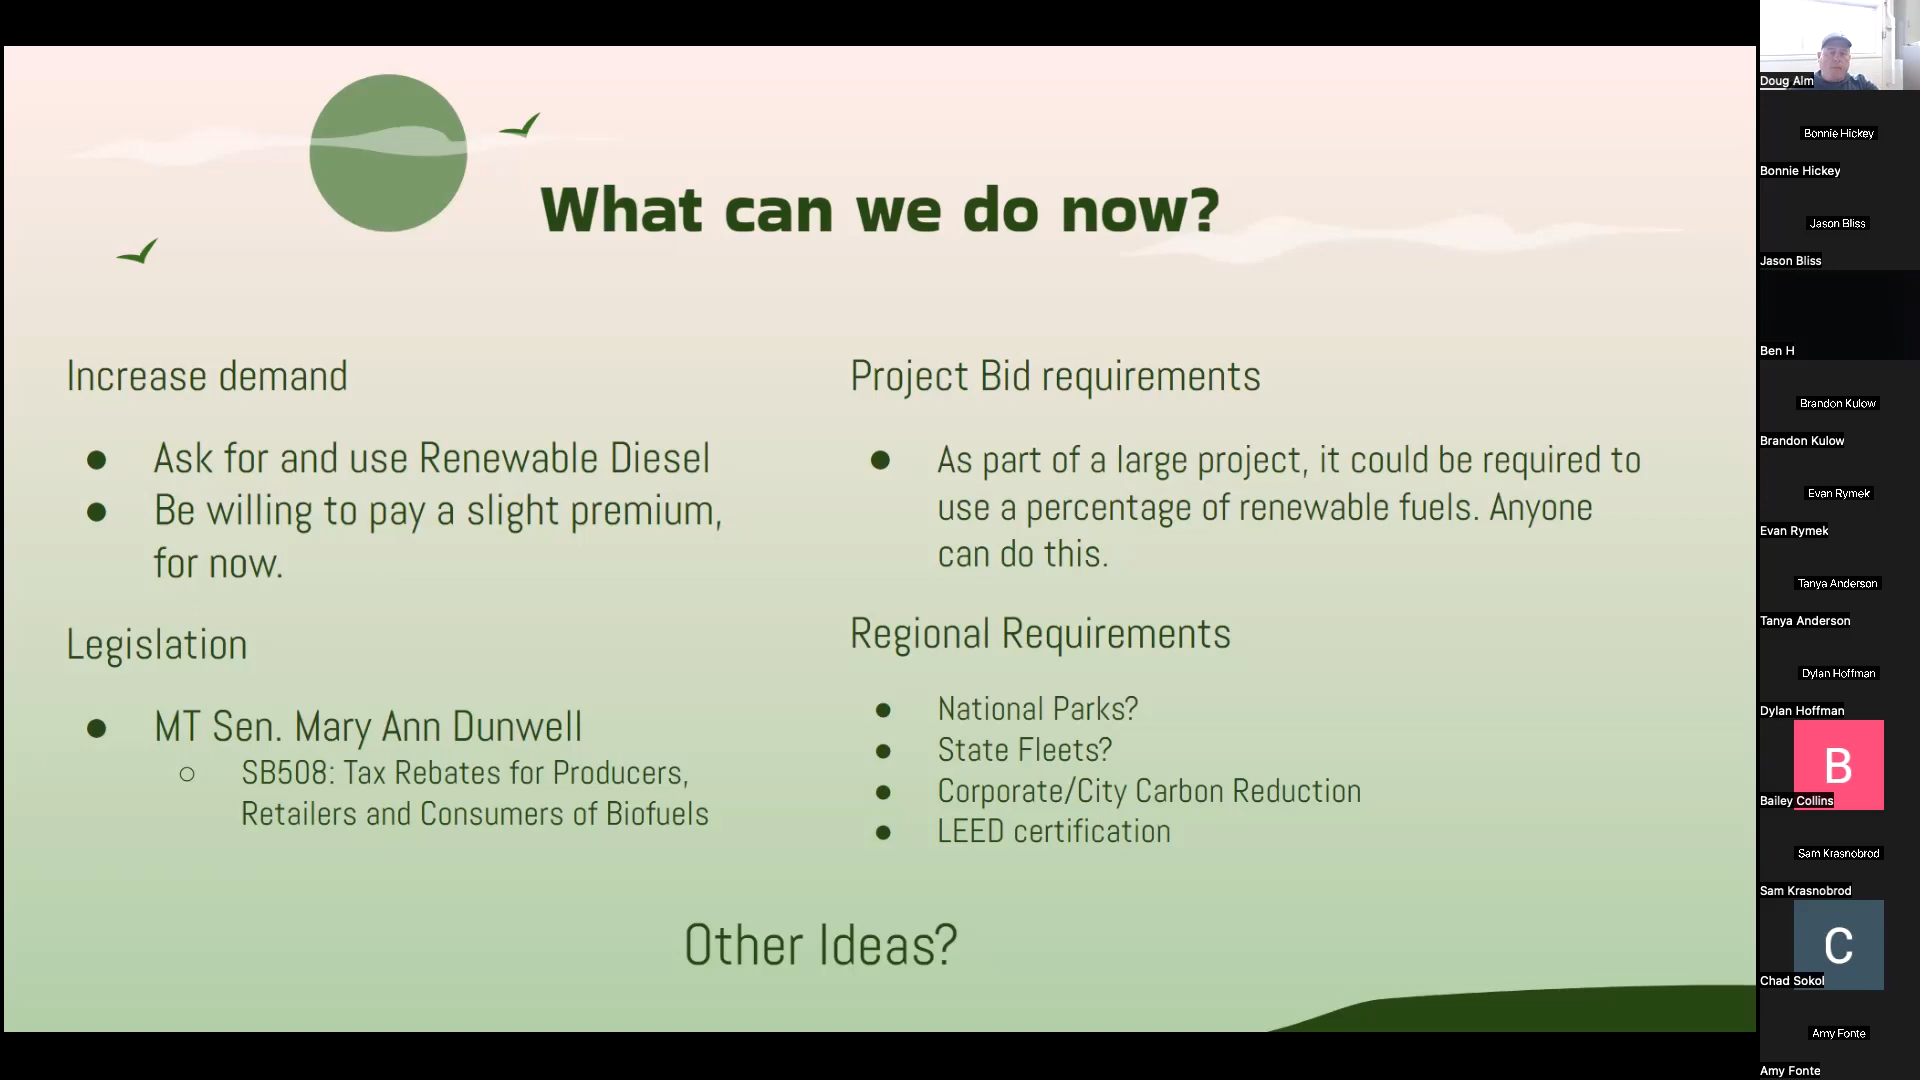 What can we do now?
Increase demand
● Ask for and use Renewable Diesel
● Be willing to pay a slight premium,
for now.
Legislation
● MT Sen. Mary Ann Dunwell
○ SB508: Tax Rebates for Producers,
Retailers and Consumers of Biofuels
Project Bid requirements
● As part of a large project, it could be required to
use a percentage of renewable fuels. Anyone
can do this.
Regional Requirements
● National Parks?
● State Fleets?
● Corporate/City Carbon Reduction
● LEED certification
Other Ideas?
Doug Alm
Bonnie Hickey
Bonnie Hickey
Jason Bliss
Jason Bliss
Ben H
Brandon Kulow
Brandon Kulow
Evan Rymek
Evan Rymek
Tanya Anderson
Tanya Anderson
Dylan Hoffman
Dylan Hoffman
B
Bailey Collins
Sam Krasnobrod
Sam Krasnobrod
C
Chad Sokol
Amy Fonte
Amy Fonte